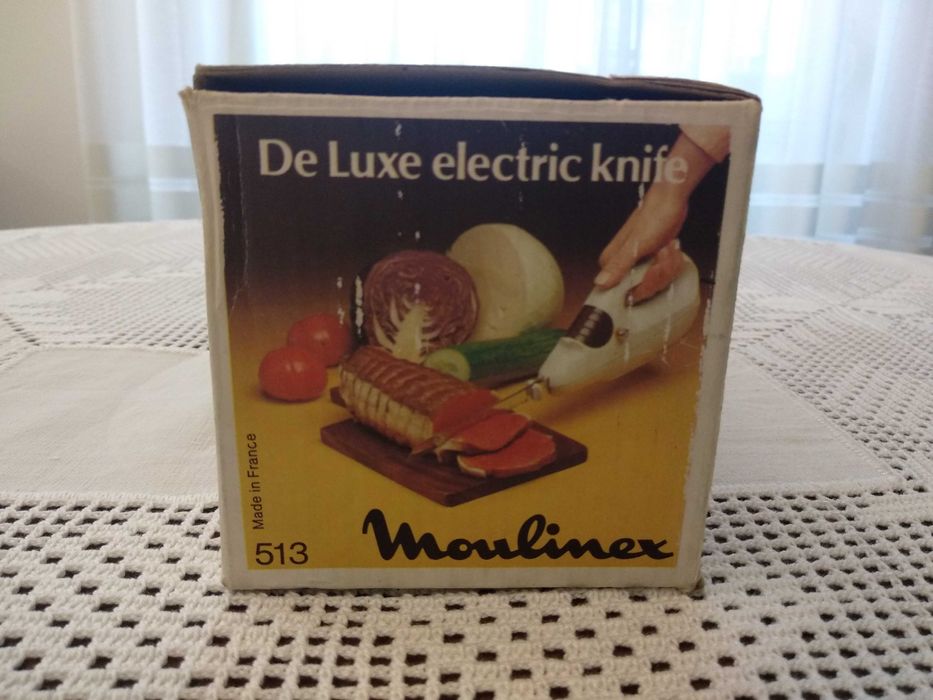 De Luxe electric knife
Made in France
513
Moulinex